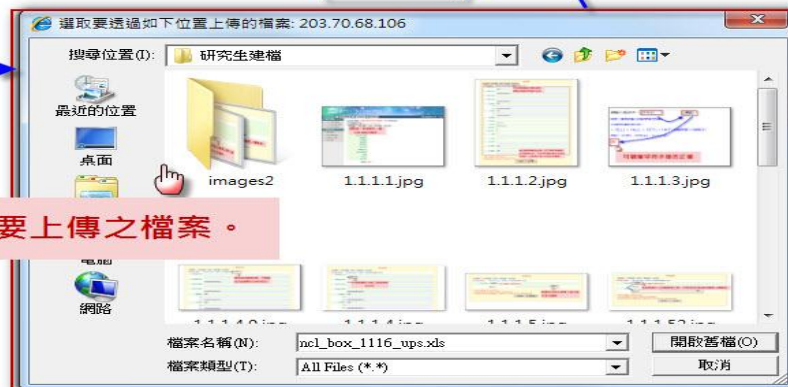 選取要透過如下位置上傳的檔案: 203.70.68.106
搜尋位置(I):
研究生建檔
最近的位置
桌面
images2
1.1.1.1.jpg
1.1.1.2.jpg
1.1.1.3.jpg
要上傳之檔案。
電腦
網路
檔案名稱(N):
ncl_box_1116_ups.xls
開啟舊檔(O)
檔案類型(T):
All Files (*.*)
取消